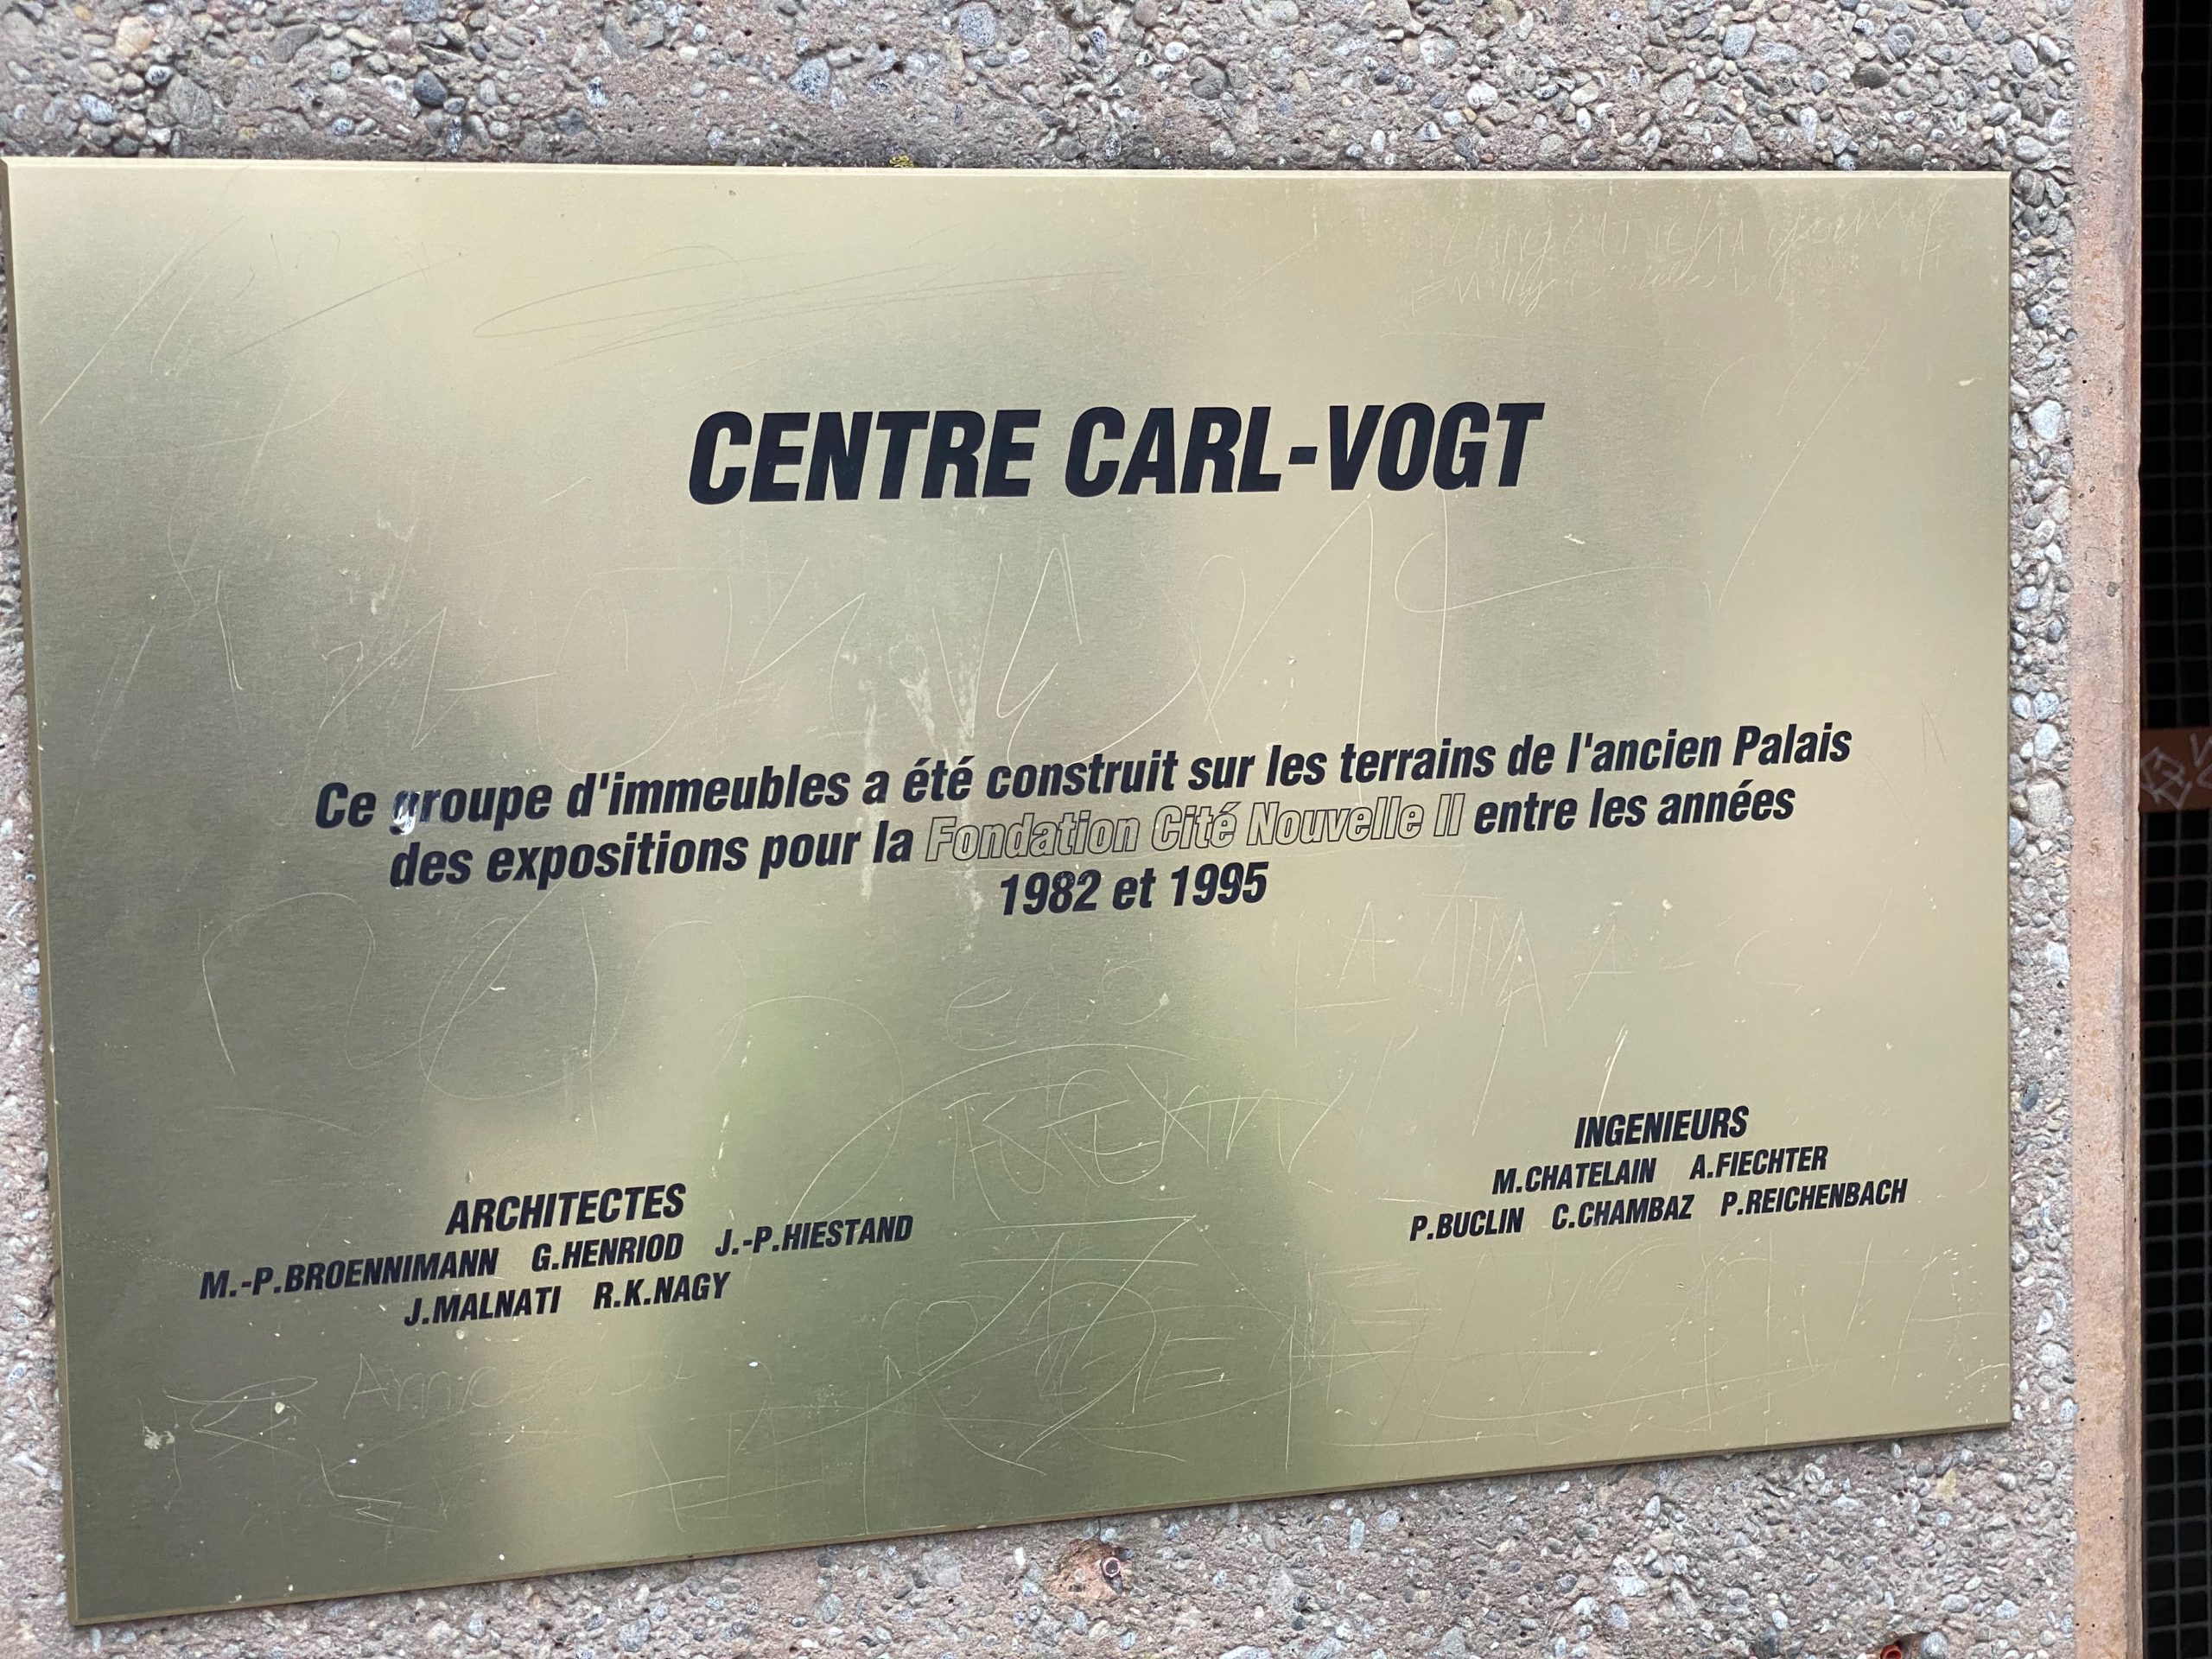 CENTRE CARL-VOGT
Ce groupe d'immeubles a été construit sur les terrains de l'ancien Palais
des expositions pour la Fondation Cité Nouvelle II entre les années
1982 et 1995
ARCHITECTES
M.-P.BROENNIMANN G.HENRIOD J.-P.HIESTAND
J.MALNATI R.K.NAGY
INGENIEURS
M.CHATELAIN A.FIECHTER
P.BUCLIN C.CHAMBAZ P.REICHENBACH